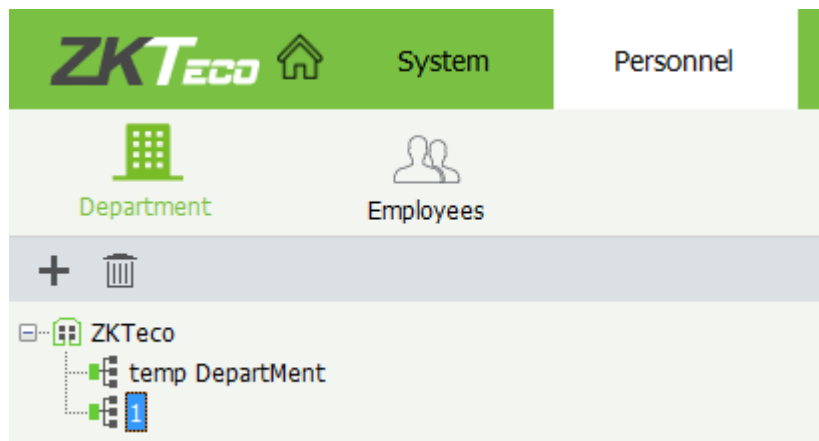 ZKTeco System Personnel
Department Employees
ZKTeco
temp DepartMent
1